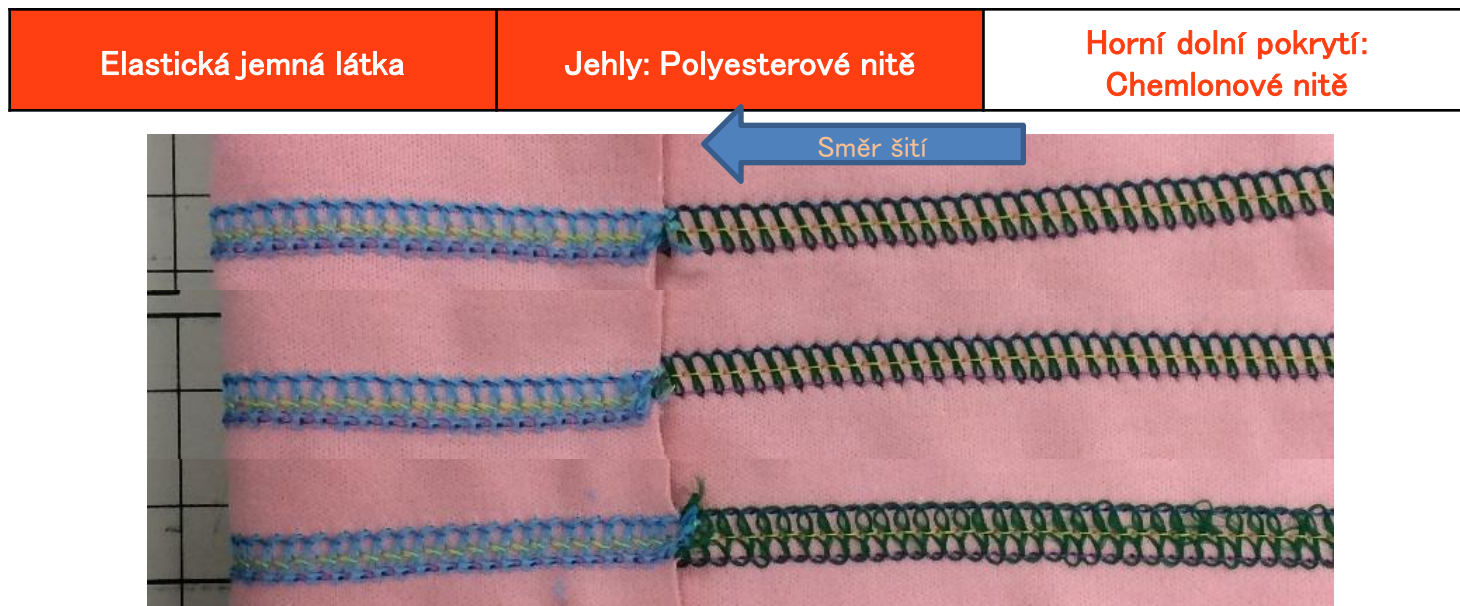 Elastická jemná látka
Jehly: Polyesterové nitě
Horní dolní pokrytí:
Chemlonové nitě
Směr šití